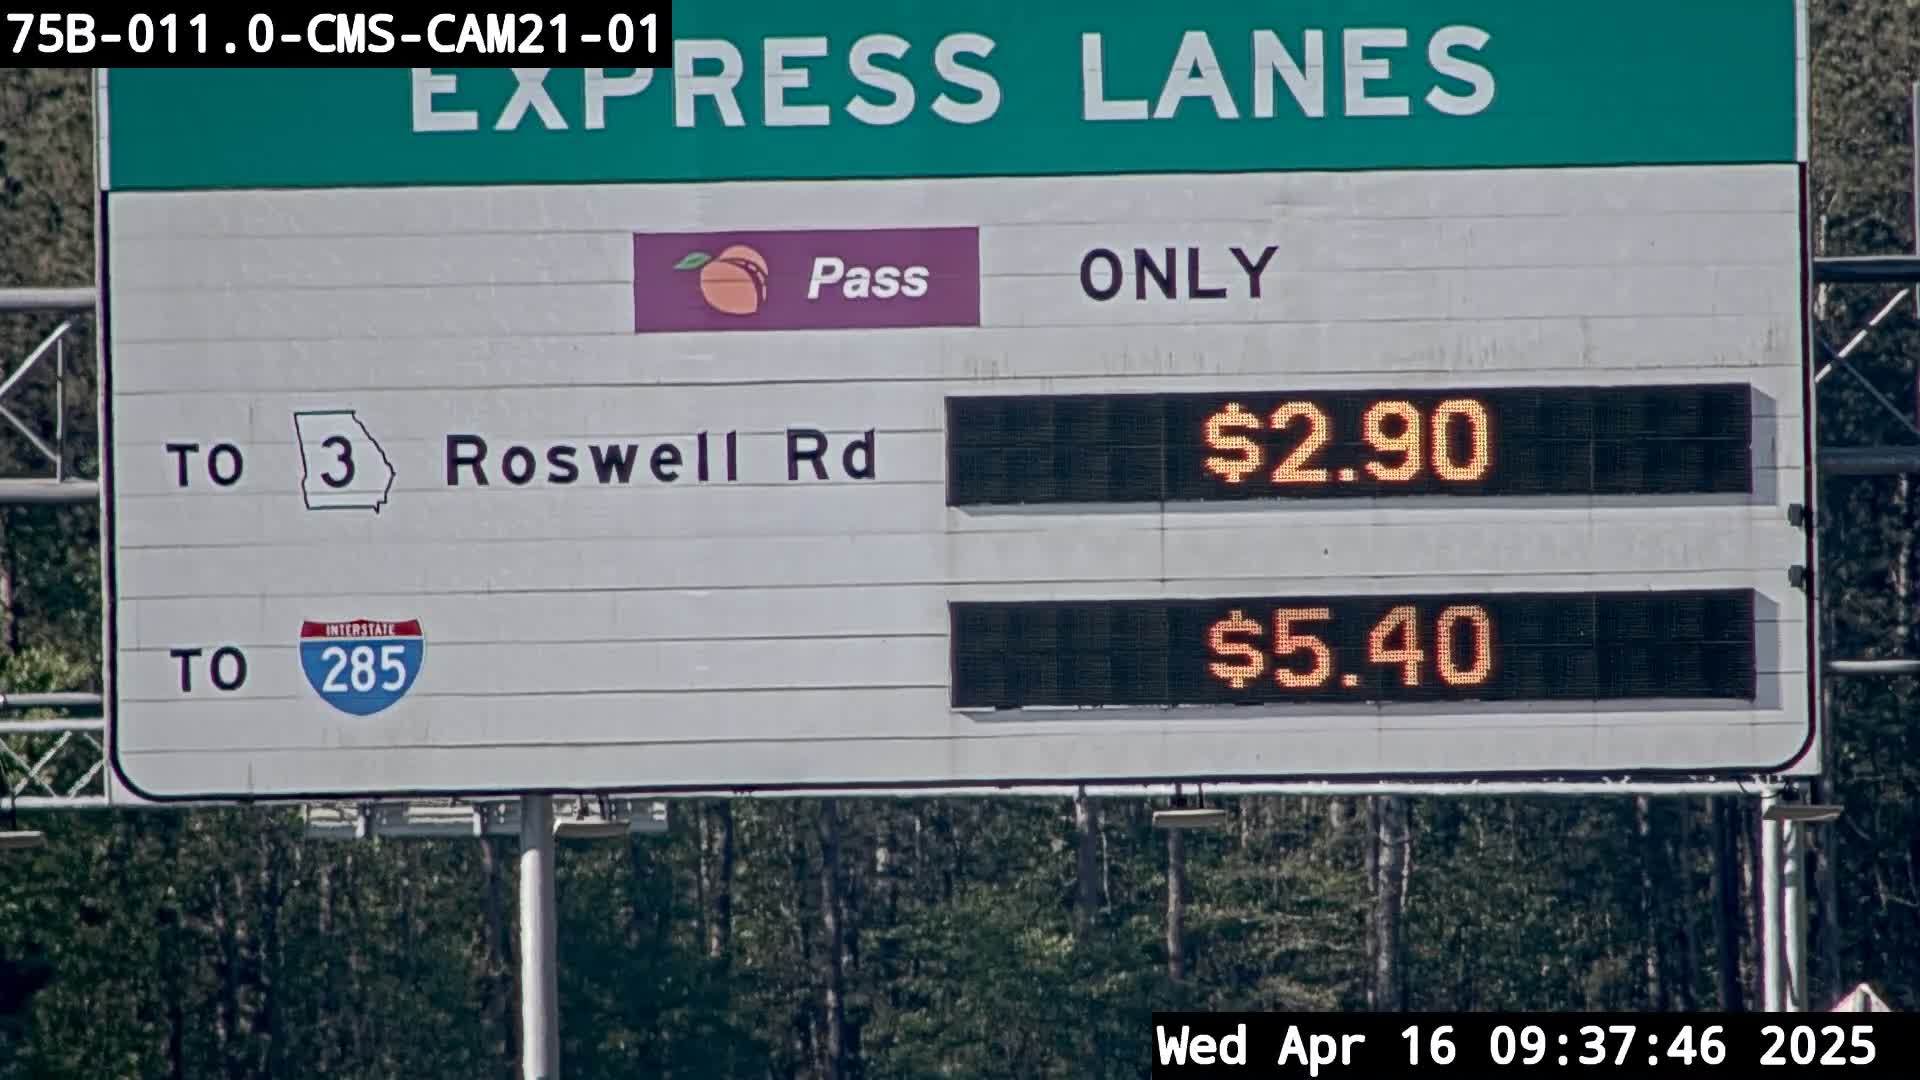 75B-011.0-CMS-CAM21-01
EXPRESS LANES
Pass ONLY
TO 3 Roswell Rd $2.90
INTERSTATE
TO 285 $5.40
Wed Apr 16 09:37:46 2025